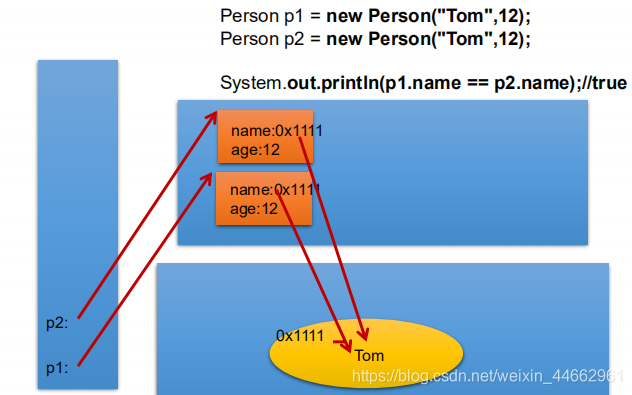 Person p1 = new Person("Tom",12);
Person p2 = new Person("Tom",12);
System.out.println(p1.name == p2.name);//true
name:0x1111
age:12
name:0x1111
age:12
p2:
p1:
0x1111
Tom
https://blog.csdn.net/weixin_44662961